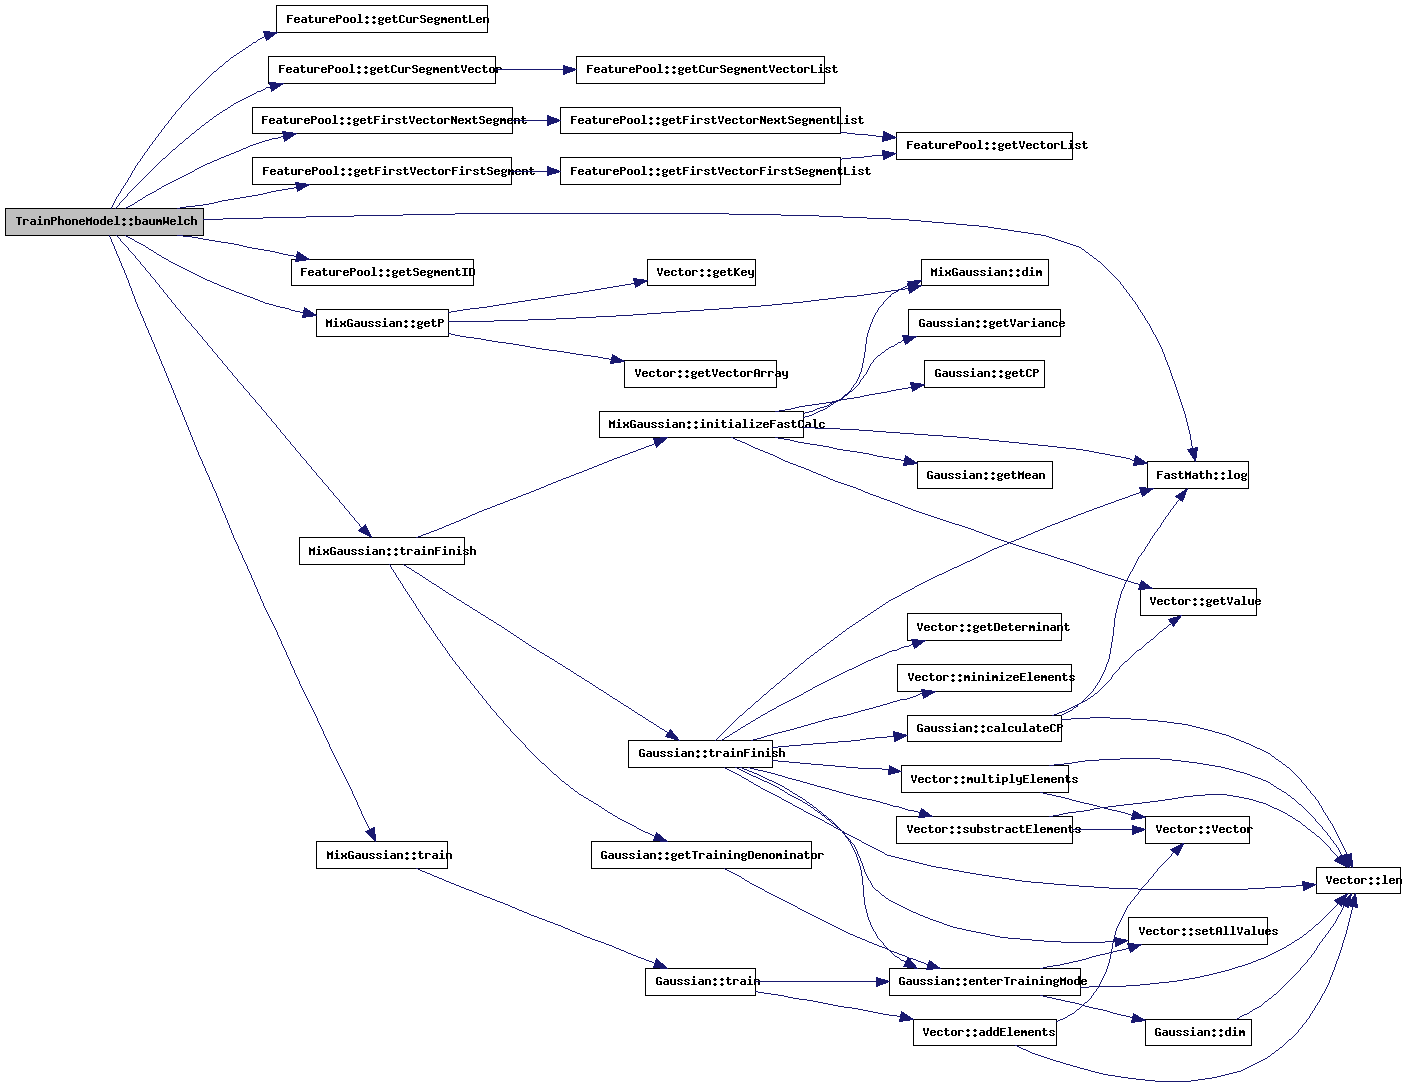 FeaturePool::getCurSegmentLen
FeaturePool::getCurSegmentVector
FeaturePool::getCurSegmentVectorList
FeaturePool::getFirstVectorNextSegment
FeaturePool::getFirstVectorNextSegmentList
FeaturePool::getVectorList
FeaturePool::getFirstVectorFirstSegment
FeaturePool::getFirstVectorFirstSegmentList
TrainPhoneModel::baumWelch
FeaturePool::getSegmentID
Vector::getKey
MixGaussian::dim
MixGaussian::getP
Gaussian::getVariance
Vector::getVectorArray
Gaussian::getCP
MixGaussian::initializeFastCalc
Gaussian::getMean
FastMath::log
MixGaussian::trainFinish
Vector::getValue
Vector::getDeterminant
Vector::minimizeElements
Gaussian::calculateCP
Gaussian::trainFinish
Vector::multiplyElements
Vector::substractElements
Vector::Vector
MixGaussian::train
Gaussian::getTrainingDenominator
Vector::len
Vector::setAllValues
Gaussian::train
Gaussian::enterTrainingMode
Vector::addElements
Gaussian::dim